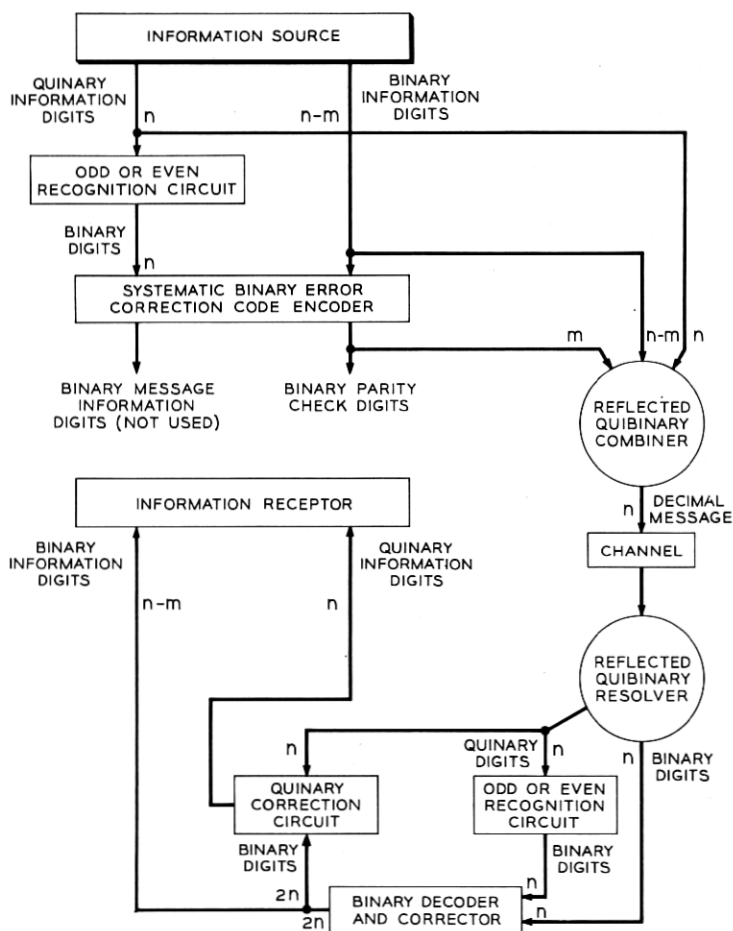 INFORMATION SOURCE
QUINARY
INFORMATION
DIGITS
n
n-m
BINARY
INFORMATION
DIGITS
ODD OR EVEN
RECOGNITION CIRCUIT
BINARY
DIGITS
n
SYSTEMATIC BINARY ERROR
CORRECTION CODE ENCODER
m
n-m
n
BINARY MESSAGE
INFORMATION
DIGITS (NOT USED)
BINARY PARITY
CHECK DIGITS
REFLECTED
QUIBINARY
COMBINER
n
DECIMAL
MESSAGE
CHANNEL
REFLECTED
QUIBINARY
RESOLVER
INFORMATION RECEPTOR
BINARY
INFORMATION
DIGITS
n-m
QUINARY
INFORMATION
DIGITS
n
n
QUINARY
DIGITS
n
n
BINARY
DIGITS
QUINARY
CORRECTION
CIRCUIT
ODD OR EVEN
RECOGNITION
CIRCUIT
BINARY
DIGITS
BINARY
DIGITS
n
2n
2n
BINARY DECODER
AND CORRECTOR
n